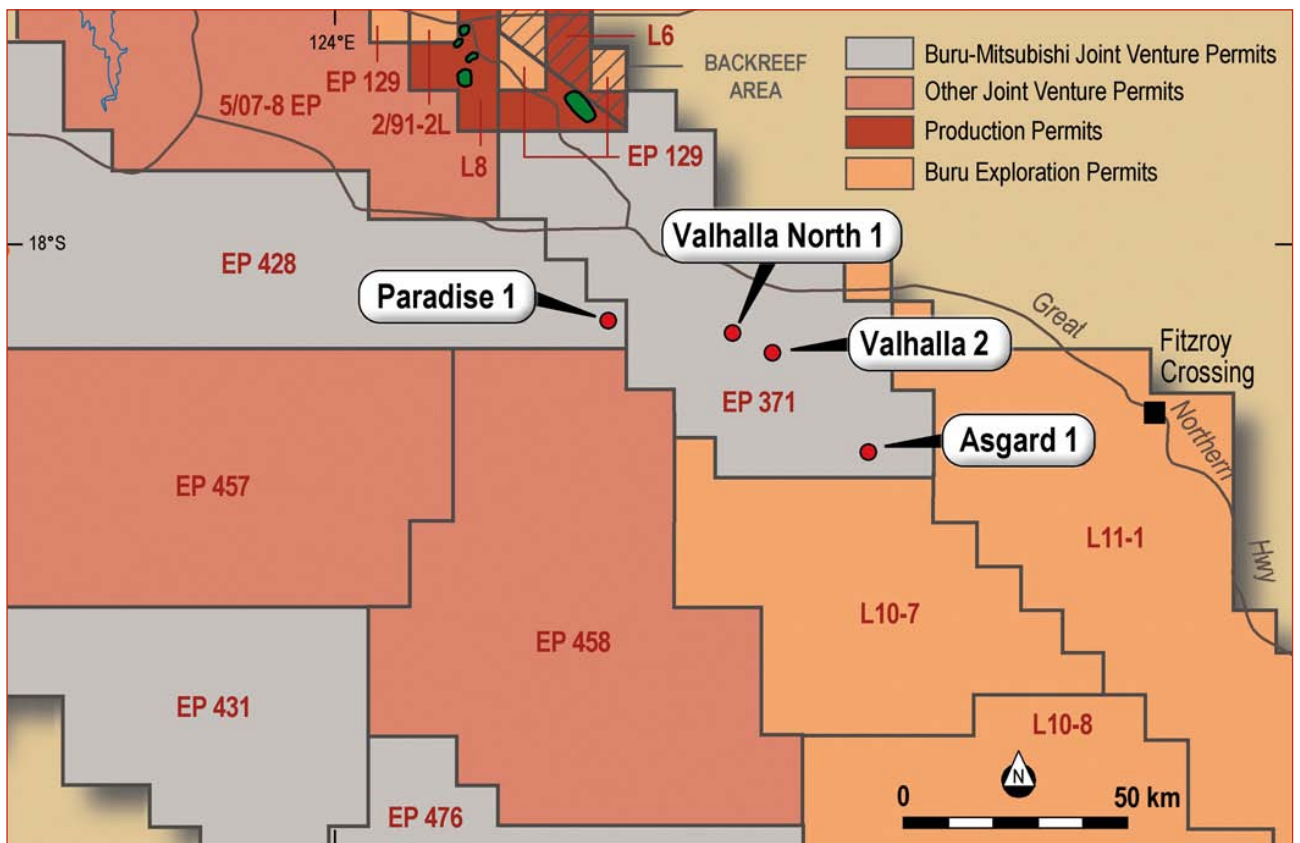 124°E
EP 129
L6
5/07-8 EP
2/91-2L
L8
EP 129
BACKREEF
AREA
Buru-Mitsubishi Joint Venture Permits
Other Joint Venture Permits
Production Permits
Buru Exploration Permits
18°S
EP 428
Paradise 1
Valhalla North 1
Valhalla 2
EP 371
Asgard 1
Great
Northern
Hwy
Fitzroy
Crossing
EP 457
EP 458
L10-7
L11-1
EP 431
EP 476
L10-8
N
0 50 km